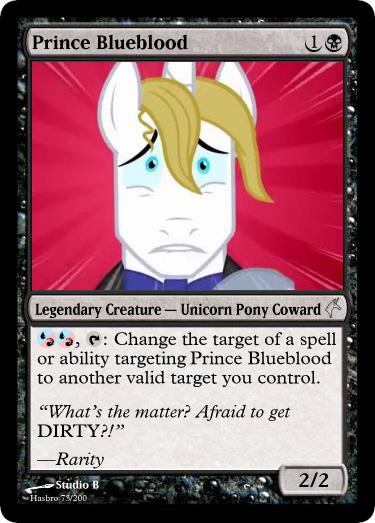 Prince Blueblood 1
Legendary Creature — Unicorn Pony Coward
, : Change the target of a spell
or ability targeting Prince Blueblood
to another valid target you control.
“What's the matter? Afraid to get
DIRTY?!”
—Rarity
Studio B
Hasbro 75/200
2/2